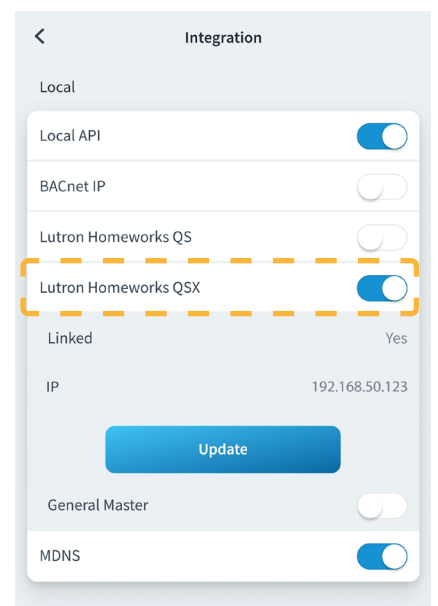 Integration
Local
Local API
BACnet IP
Lutron Homeworks QS
Lutron Homeworks QSX
Linked Yes
IP 192.168.50.123
Update
General Master
MDNS